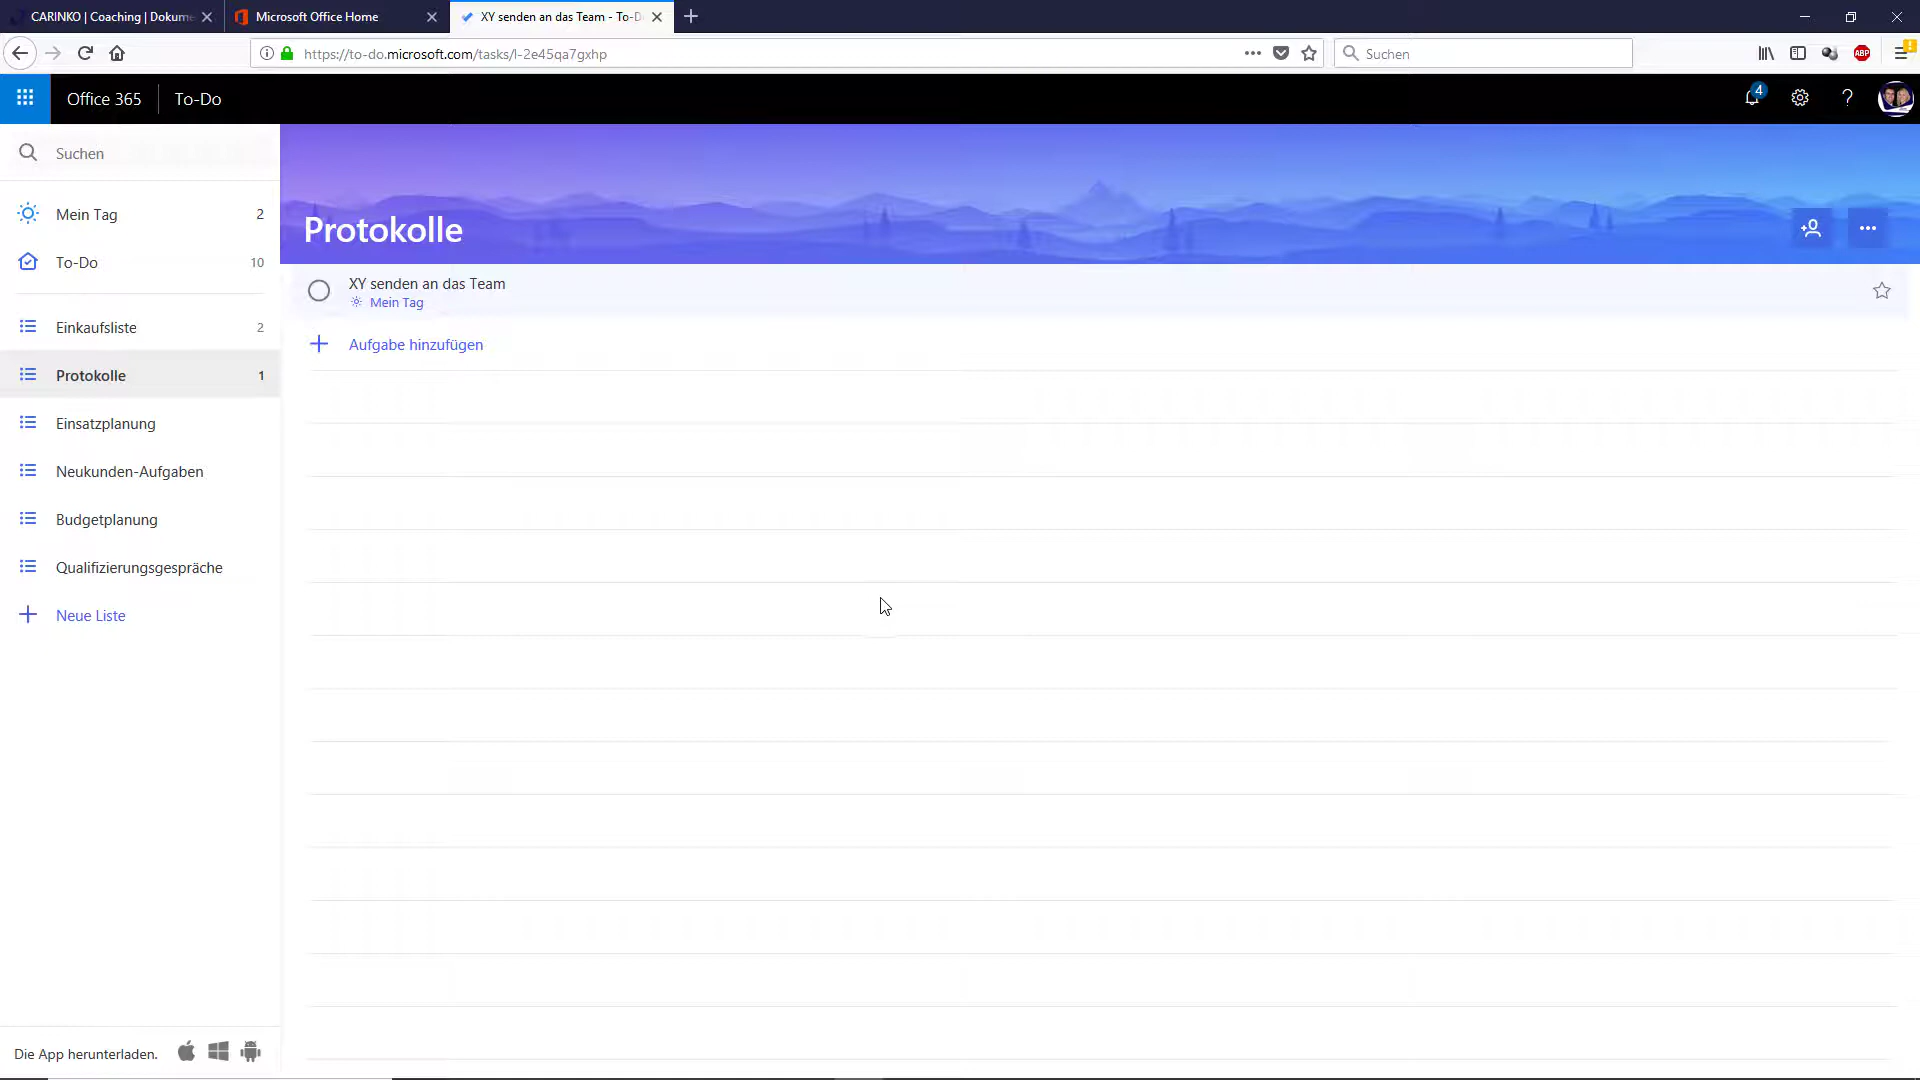 CARINKO | Coaching | Dokume
Microsoft Office Home
XY senden an das Team - To-D
https://to-do.microsoft.com/tasks/l-2e45qa7gxhp
Suchen
ABP
Office 365
To-Do
4
?
Suchen
Mein Tag 2
To-Do 10
Einkaufsliste 2
Protokolle 1
Einsatzplanung
Neukunden-Aufgaben
Budgetplanung
Qualifizierungsgespräche
Neue Liste
Die App herunterladen.
Protokolle
XY senden an das Team
Mein Tag
Aufgabe hinzufügen